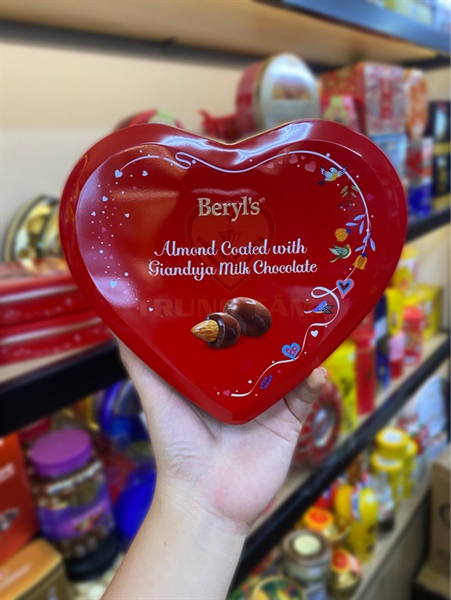 Beryl's
Almond Coated with
Gianduja Milk Chocolate